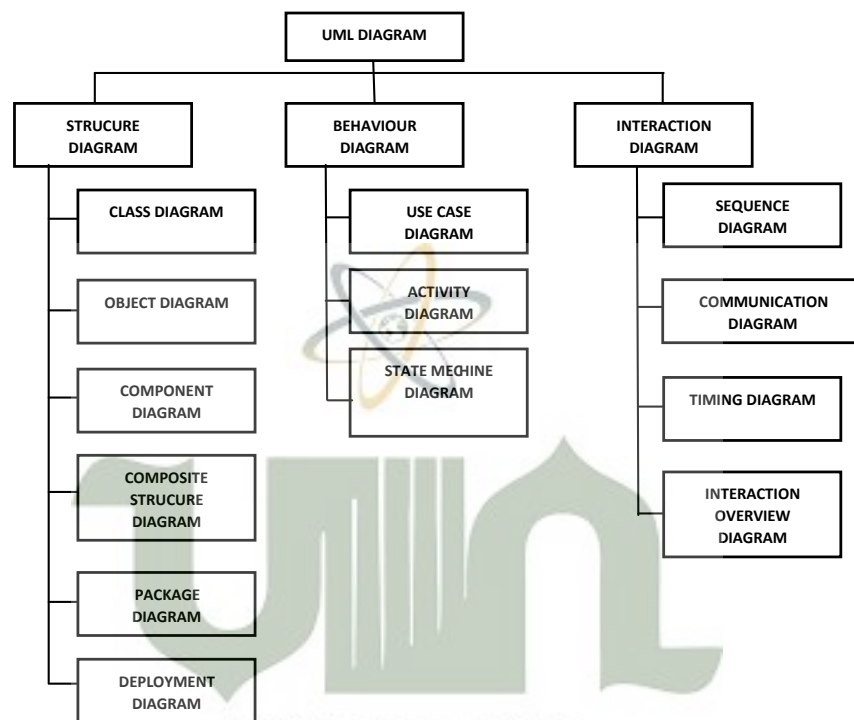 UML DIAGRAM
STRUCURE
DIAGRAM
BEHAVIOUR
DIAGRAM
INTERACTION
DIAGRAM
CLASS DIAGRAM
OBJECT DIAGRAM
COMPONENT
DIAGRAM
COMPOSITE
STRUCURE
DIAGRAM
PACKAGE
DIAGRAM
DEPLOYMENT
DIAGRAM
USE CASE
DIAGRAM
ACTIVITY
DIAGRAM
STATE MECHINE
DIAGRAM
SEQUENCE
DIAGRAM
COMMUNICATION
DIAGRAM
TIMING DIAGRAM
INTERACTION
OVERVIEW
DIAGRAM